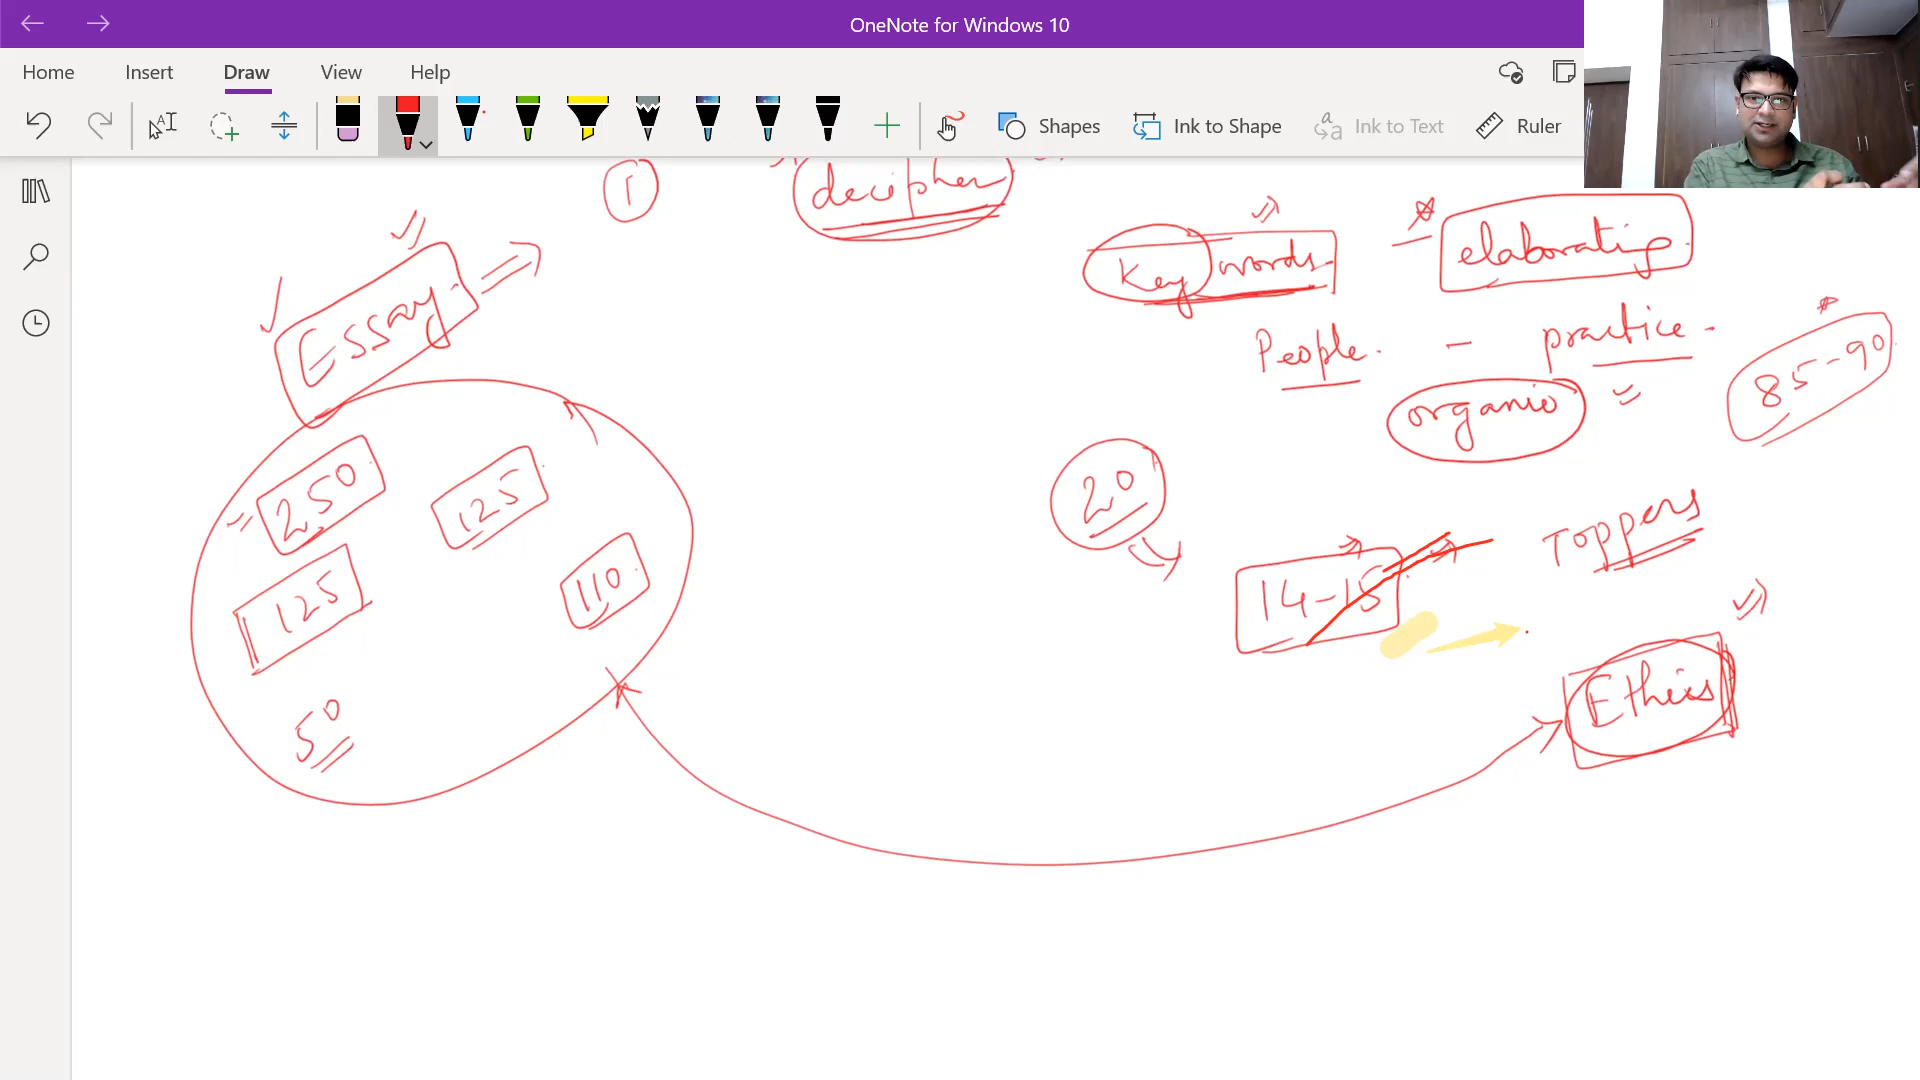 OneNote for Windows 10
Home Insert Draw View Help
Shapes Ink to Shape Ink to Text Ruler
1
decipher
Key words
elaborating
Essay
People. - practice -
organic
85-90
250
125
20
Toppers
125
110
14-15
Ethics
50